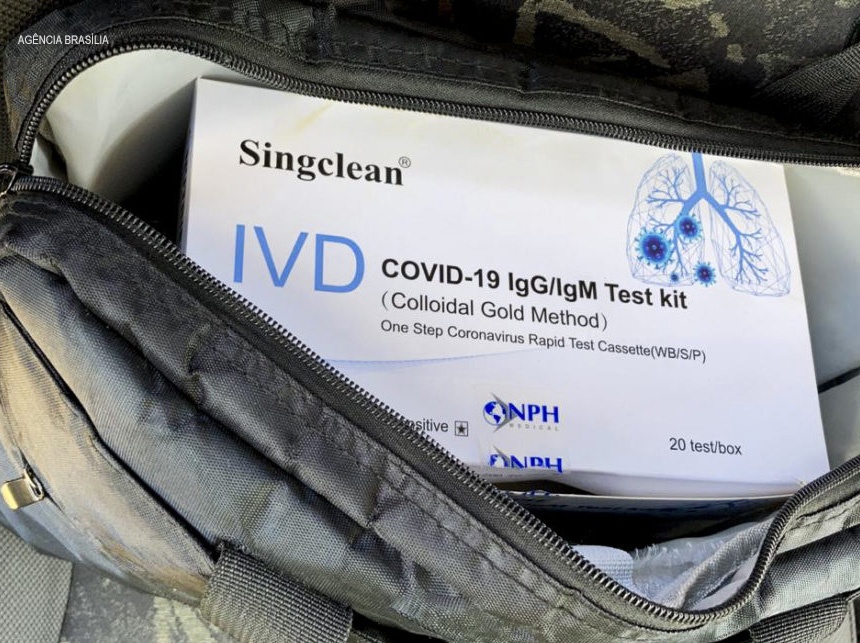 AGÊNCIA BRASÍLIA
Singclean®
IVD
COVID-19 IgG/IgM Test kit
(Colloidal Gold Method)
One Step Coronavirus Rapid Test Cassette(WB/S/P)
NPH
MEDICAL
NPH
20 test/box